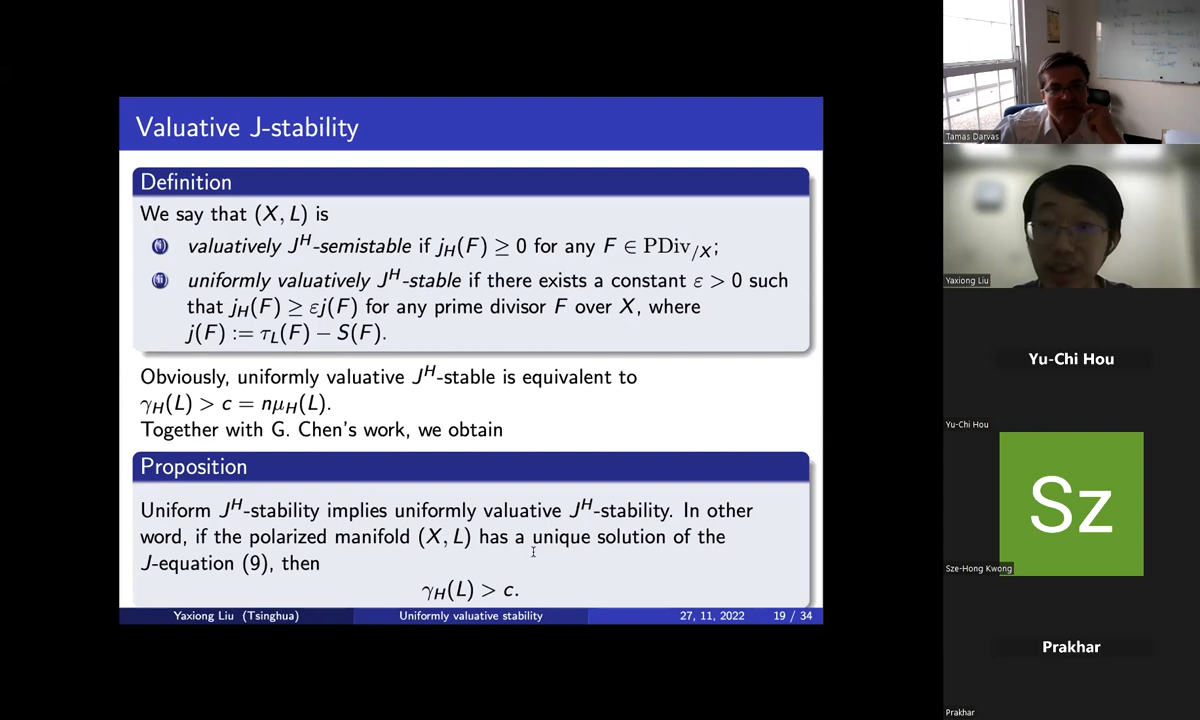 Valuative J-stability
Definition
We say that (X, L) is
valuatively J^H-semistable if j_H(F) ≥ 0 for any F ∈ PDiv_{/X};
uniformly valuatively J^H-stable if there exists a constant ε > 0 such
that j_H(F) ≥ εj(F) for any prime divisor F over X, where
j(F) := τ_L(F) − S(F).
Obviously, uniformly valuative J^H-stable is equivalent to
γ_H(L) > c = nμ_H(L).
Together with G. Chen's work, we obtain
Proposition
Uniform J^H-stability implies uniformly valuative J^H-stability. In other
word, if the polarized manifold (X, L) has a unique solution of the
J-equation (9), then
γ_H(L) > c.
Yaxiong Liu (Tsinghua) Uniformly valuative stability 27, 11, 2022 19 / 34
Tamas Darvas
Yaxiong Liu
Yu-Chi Hou
Yu-Chi Hou
Sz
Sze-Hong Kwong
Prakhar
Prakhar